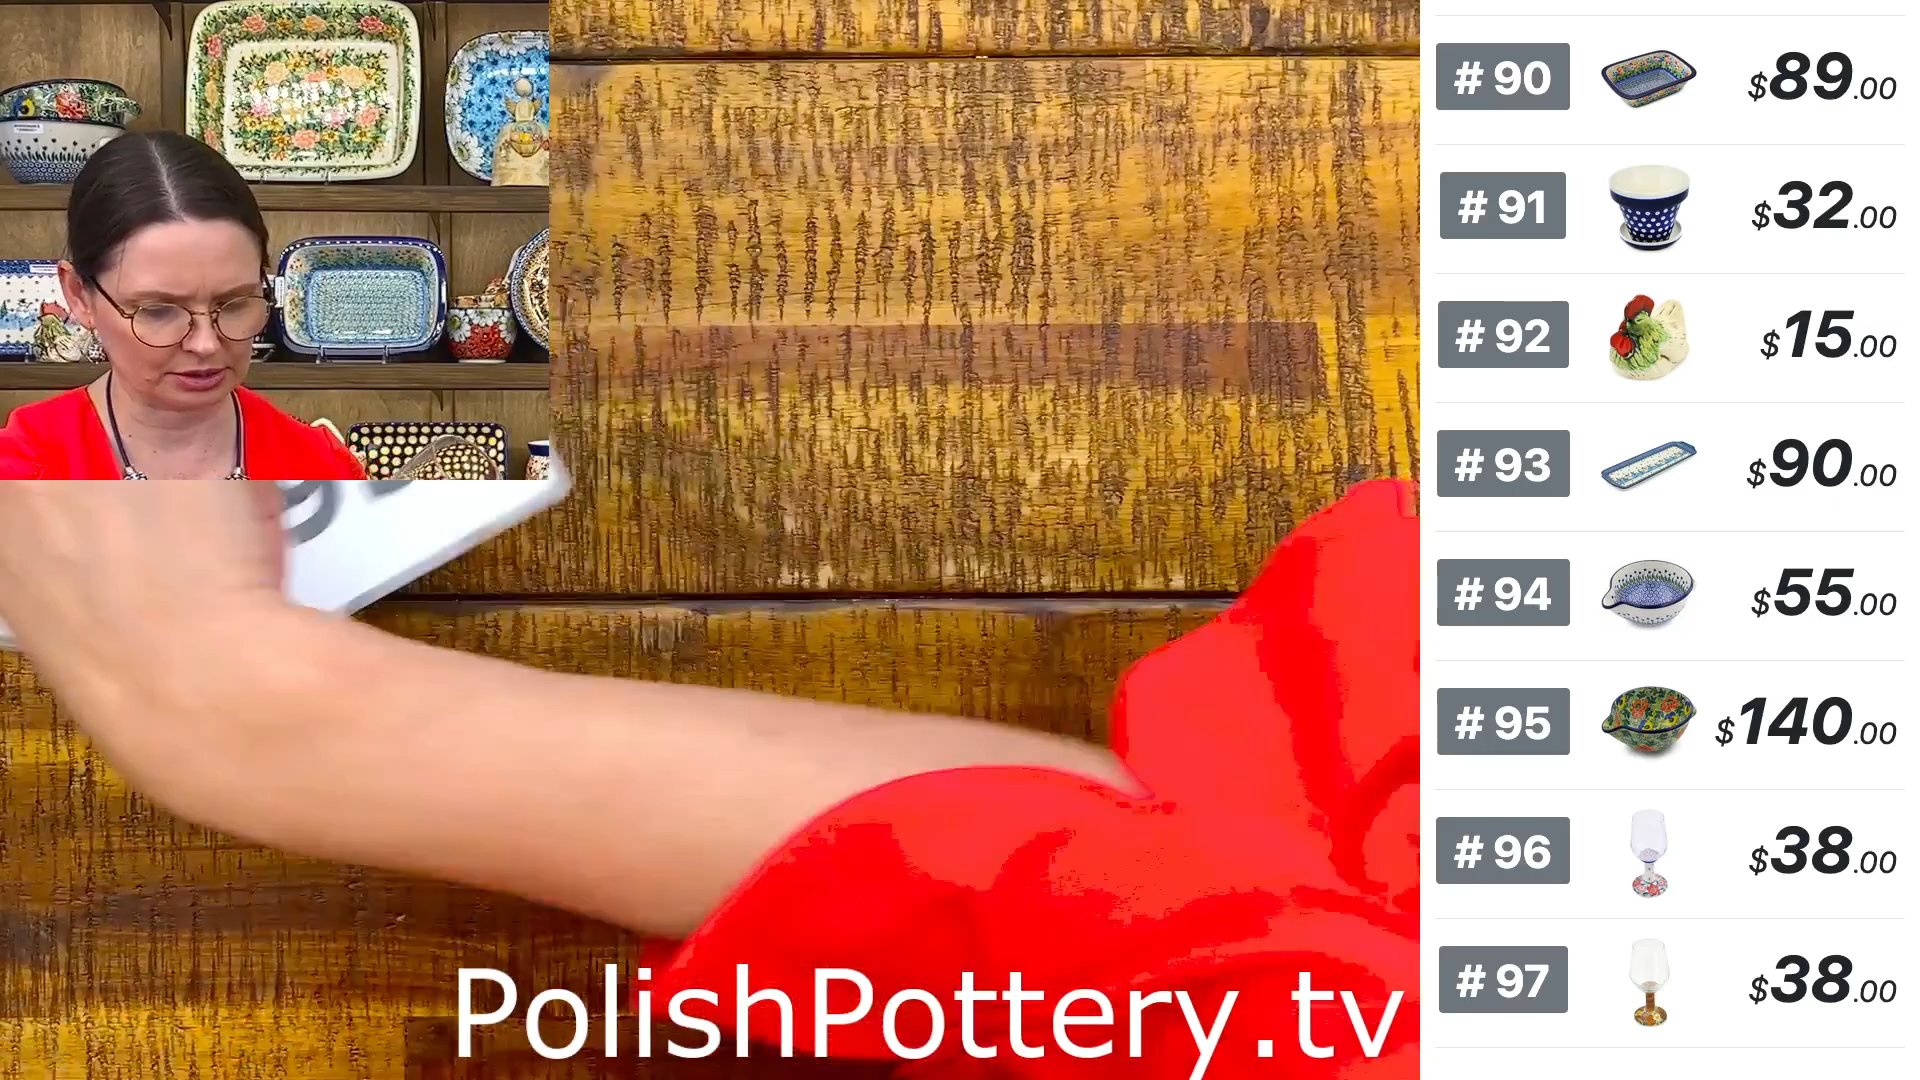 # 90 $89.00
# 91 $32.00
# 92 $15.00
# 93 $90.00
# 94 $55.00
# 95 $140.00
# 96 $38.00
# 97 $38.00
PolishPottery.tv